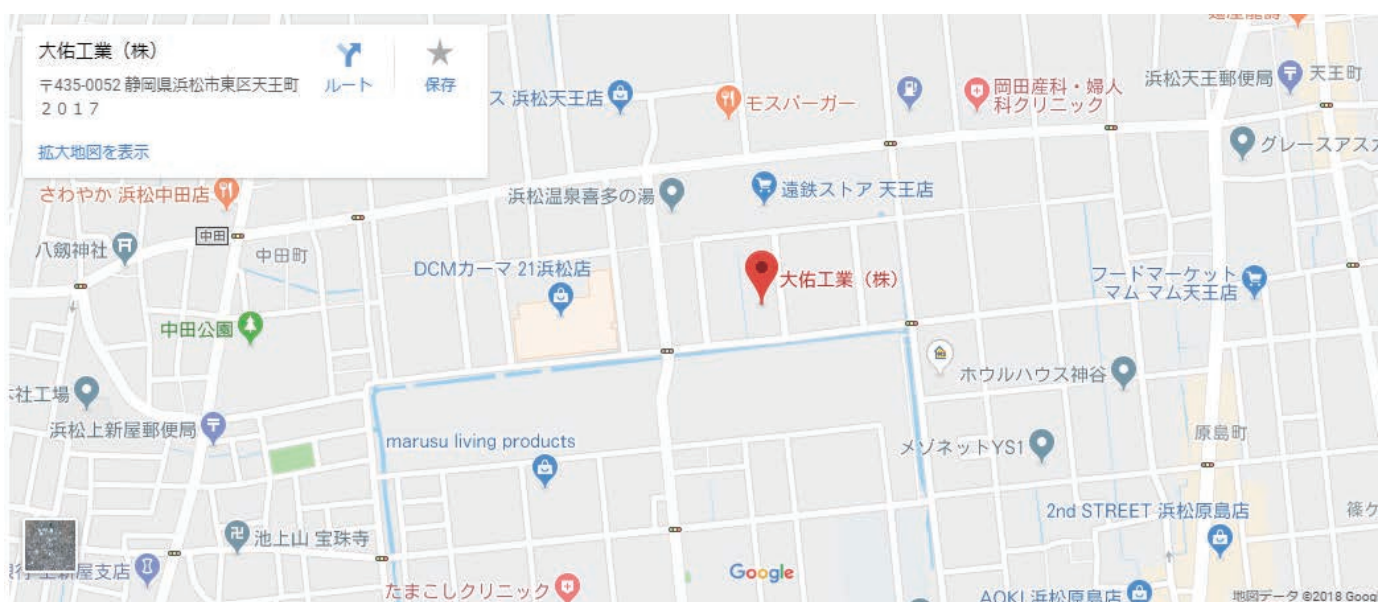 大佑工業（株）
〒435-0052 静岡県浜松市東区天王町
２０１７
ルート
保存
拡大地図を表示
ス 浜松天王店
モスバーガー
岡田産科・婦人
科クリニック
浜松天王郵便局
天王町
グレースアスカ
さわやか 浜松中田店
浜松温泉喜多の湯
遠鉄ストア 天王店
八劔神社
中田
中田町
DCMカーマ 21浜松店
大佑工業（株）
フードマーケット
マム マム天王店
中田公園
ホウルハウス神谷
社工場
浜松上新屋郵便局
marusu living products
メゾネットYS1
原島町
2nd STREET 浜松原島店
篠ケ
池上山 宝珠寺
上新屋支店
たまこしクリニック
Google
AOKI 浜松原島店
地図データ ©2018 Googl